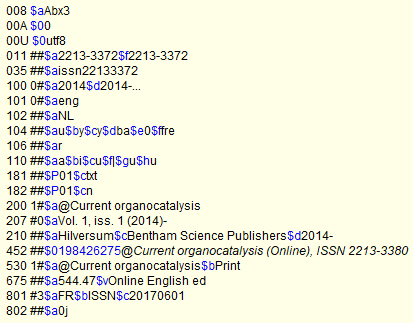 008 $aAbx3
00A $00
00U $0utf8
011 ##$a2213-3372$f2213-3372
035 ##$aissn22133372
100 0#$a2014$d2014-...
101 0#$aeng
102 ##$aNL
104 ##$au$by$cy$dba$e0$ffre
106 ##$ar
110 ##$aa$bi$cu$f|$gu$hu
181 ##$P01$ctxt
182 ##$P01$cn
200 1#$a@Current organocatalysis
207 #0$aVol. 1, iss. 1 (2014)-
210 ##$aHilversum$cBentham Science Publishers$d2014-
452 ##$0198426275@Current organocatalysis (Online), ISSN 2213-3380
530 1#$a@Current organocatalysis$bPrint
675 ##$a544.47$vOnline English ed
801 #3$aFR$bISSN$c20170601
802 ##$a0j